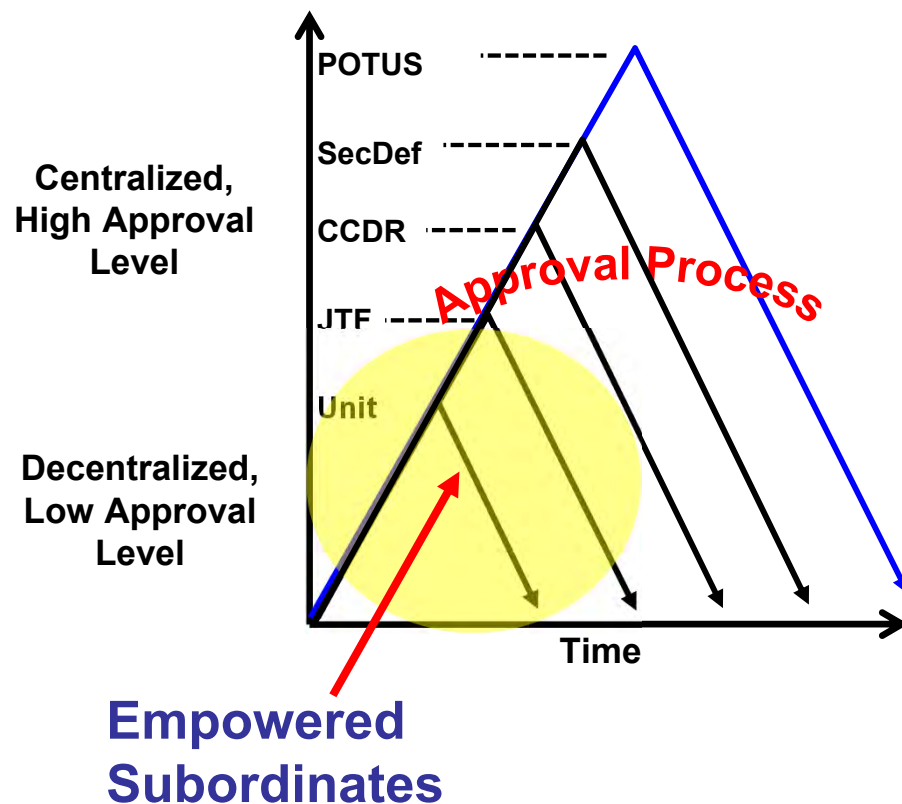 POTUS
SecDef
Centralized,
High Approval
Level
CCDR
Approval Process
JTF
Unit
Decentralized,
Low Approval
Level
Time
Empowered
Subordinates